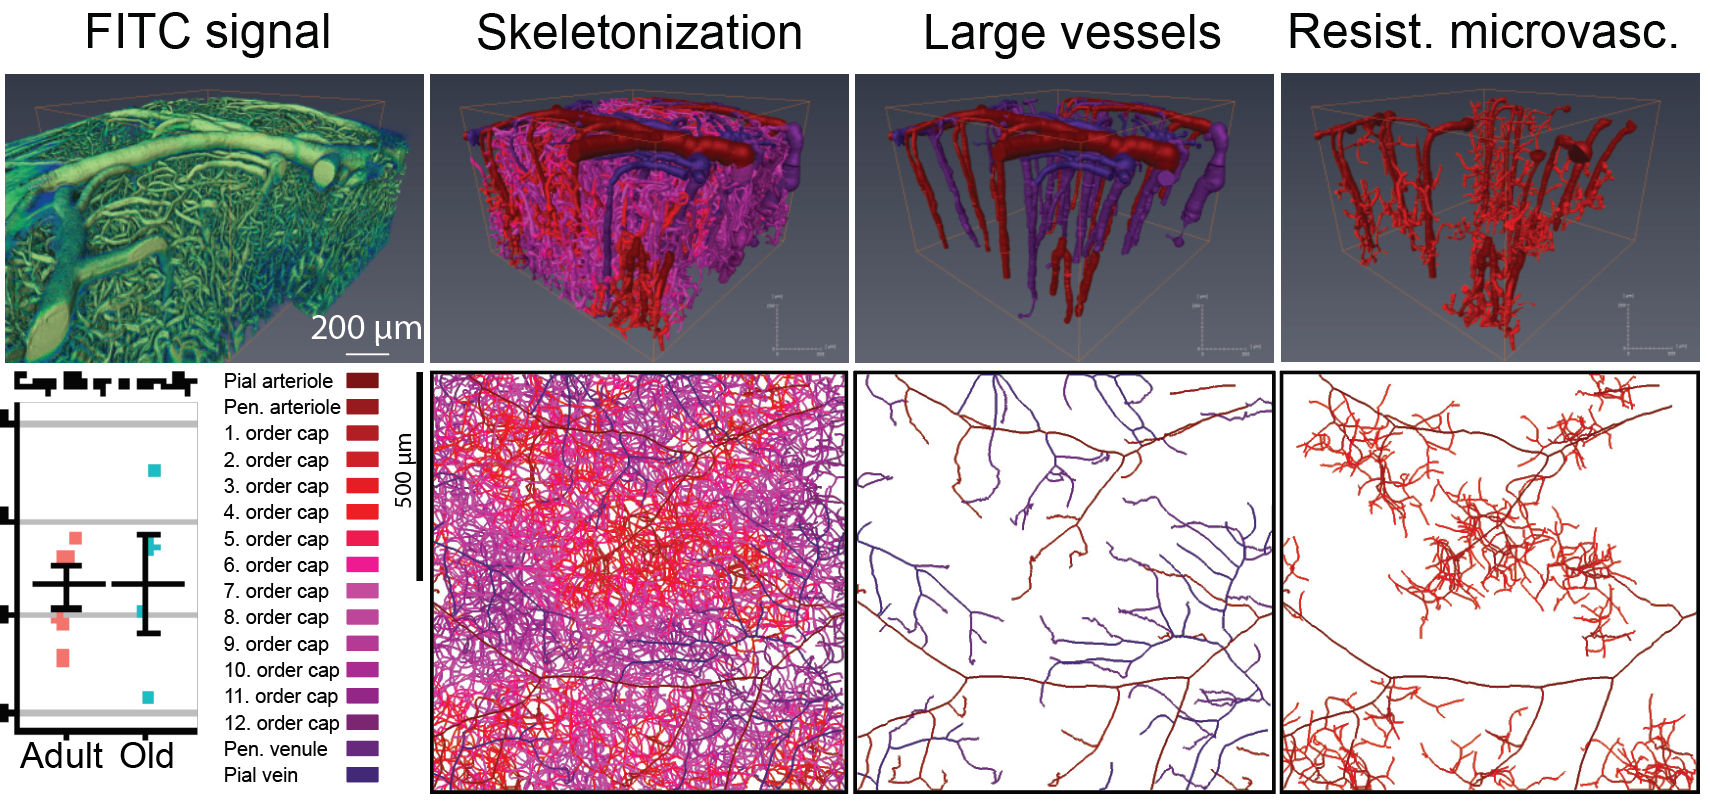 FITC signal
Skeletonization
Large vessels
Resist. microvasc.
200 µm
Pial arteriole
Pen. arteriole
1. order cap
2. order cap
3. order cap
4. order cap
5. order cap
6. order cap
7. order cap
8. order cap
9. order cap
10. order cap
11. order cap
12. order cap
Pen. venule
Pial vein
500 µm
Adult
Old